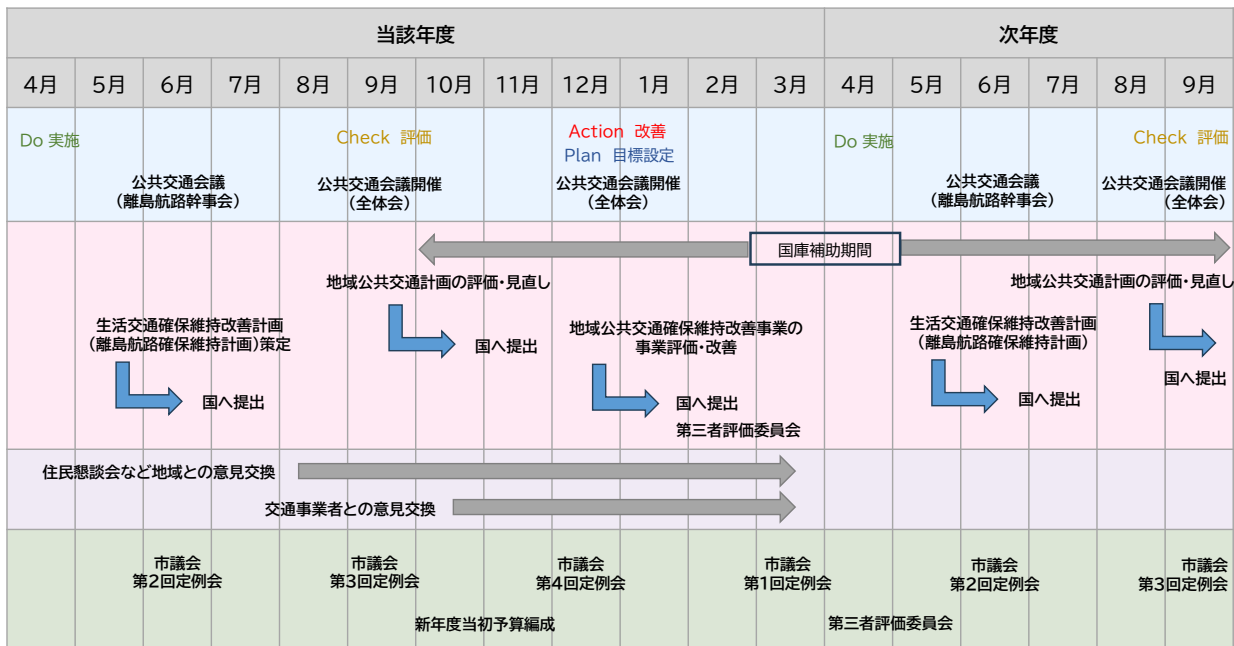 当該年度
次年度
4月 5月 6月 7月 8月 9月 10月 11月 12月 1月 2月 3月 4月 5月 6月 7月 8月 9月
Do 実施
Check 評価
Action 改善
Plan 目標設定
Do 実施
Check 評価
公共交通会議
(離島航路幹事会)
公共交通会議開催
(全体会)
公共交通会議開催
(全体会)
公共交通会議
(離島航路幹事会)
公共交通会議開催
(全体会)
国庫補助期間
地域公共交通計画の評価・見直し
国へ提出
生活交通確保維持改善計画
(離島航路確保維持計画)策定
国へ提出
地域公共交通確保維持改善事業の
事業評価・改善
国へ提出
第三者評価委員会
地域公共交通計画の評価・見直し
国へ提出
生活交通確保維持改善計画
(離島航路確保維持計画)
国へ提出
住民懇談会など地域との意見交換
交通事業者との意見交換
市議会
第2回定例会
市議会
第3回定例会
市議会
第4回定例会
市議会
第1回定例会
市議会
第2回定例会
市議会
第3回定例会
新年度当初予算編成
第三者評価委員会